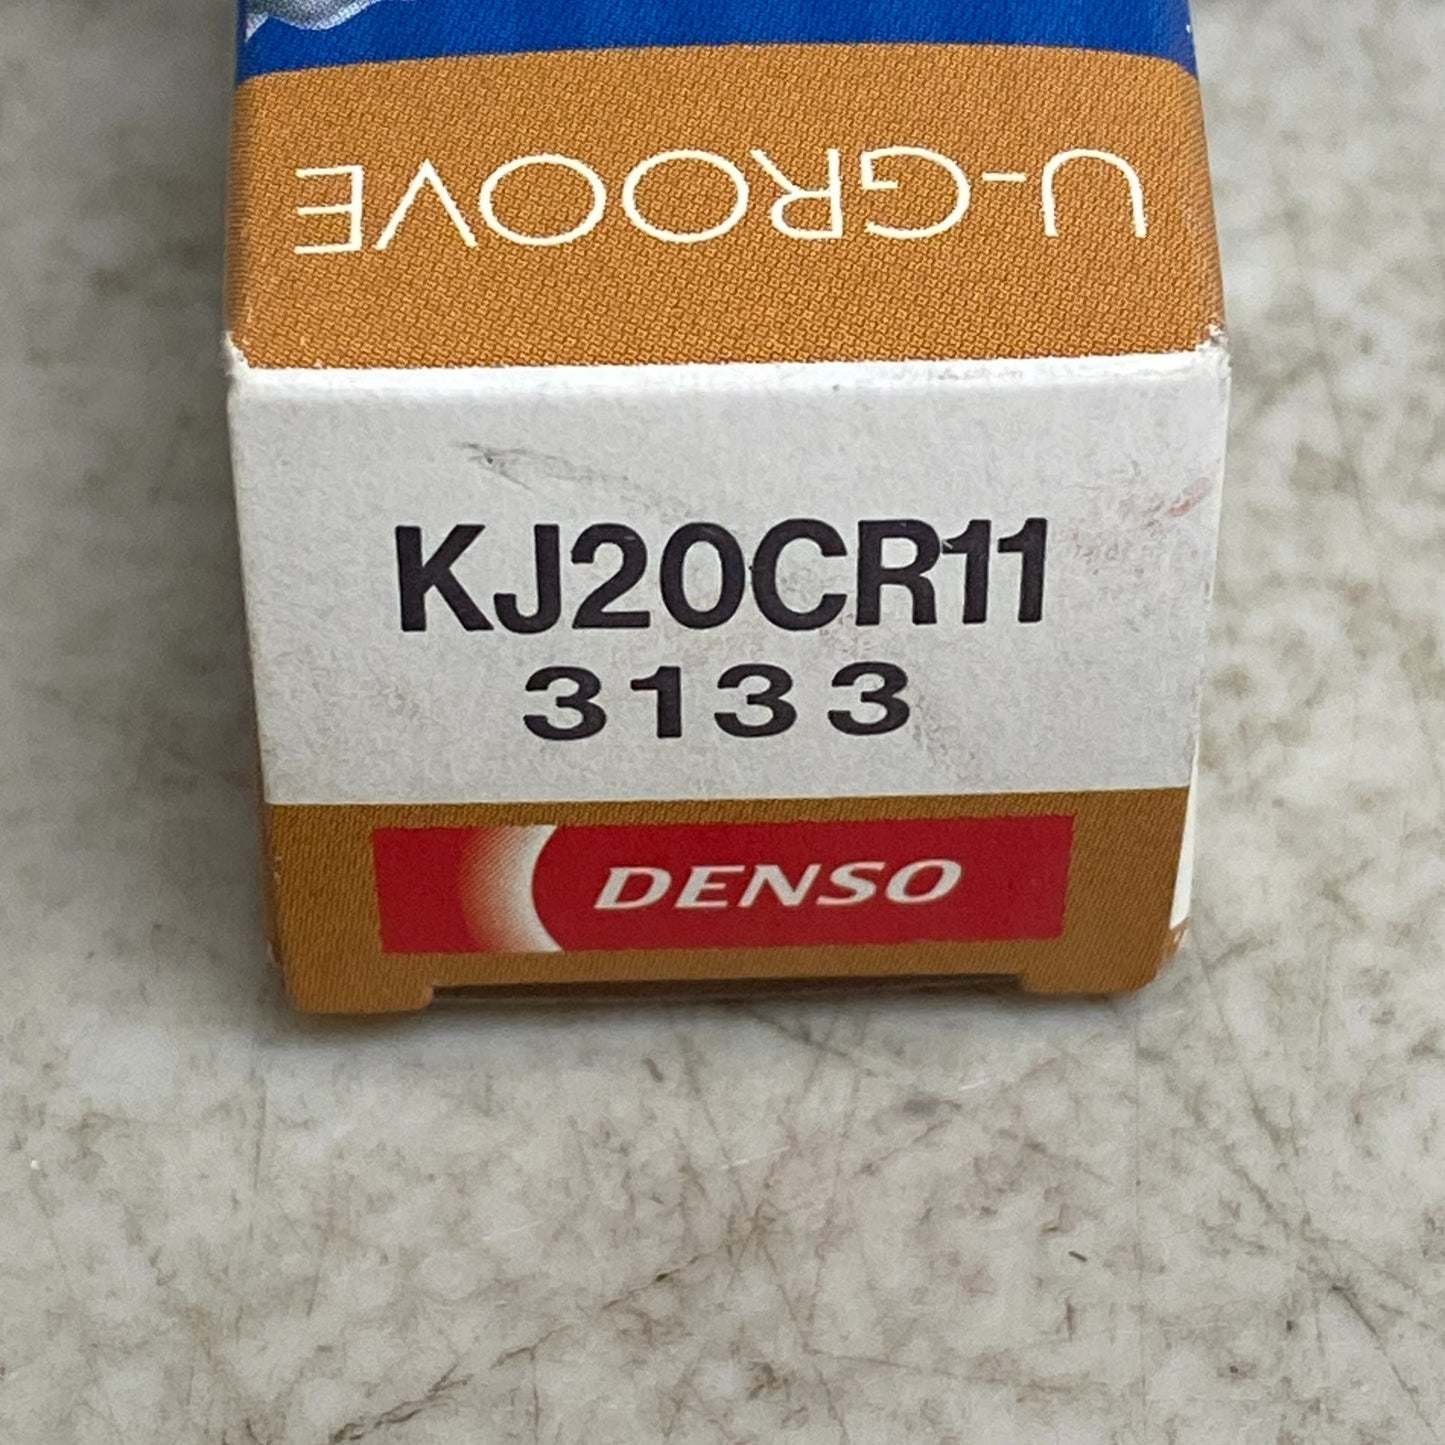 U-GROOVE
KJ20CR11
3133
DENSO